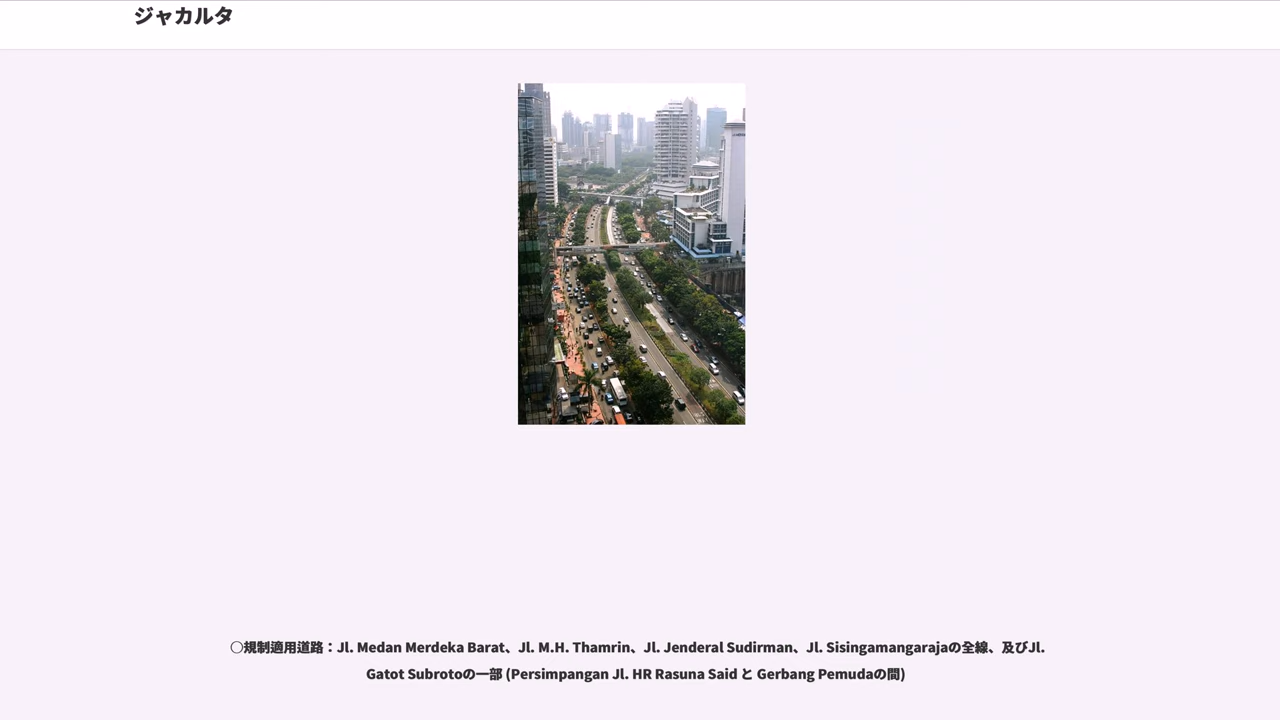 ジャカルタ
〇規制適用道路：Jl. Medan Merdeka Barat、Jl. M.H. Thamrin、Jl. Jenderal Sudirman、Jl. Sisingamangarajaの全線、及びJl.
Gatot Subrotoの一部 (Persimpangan Jl. HR Rasuna Said と Gerbang Pemudaの間)